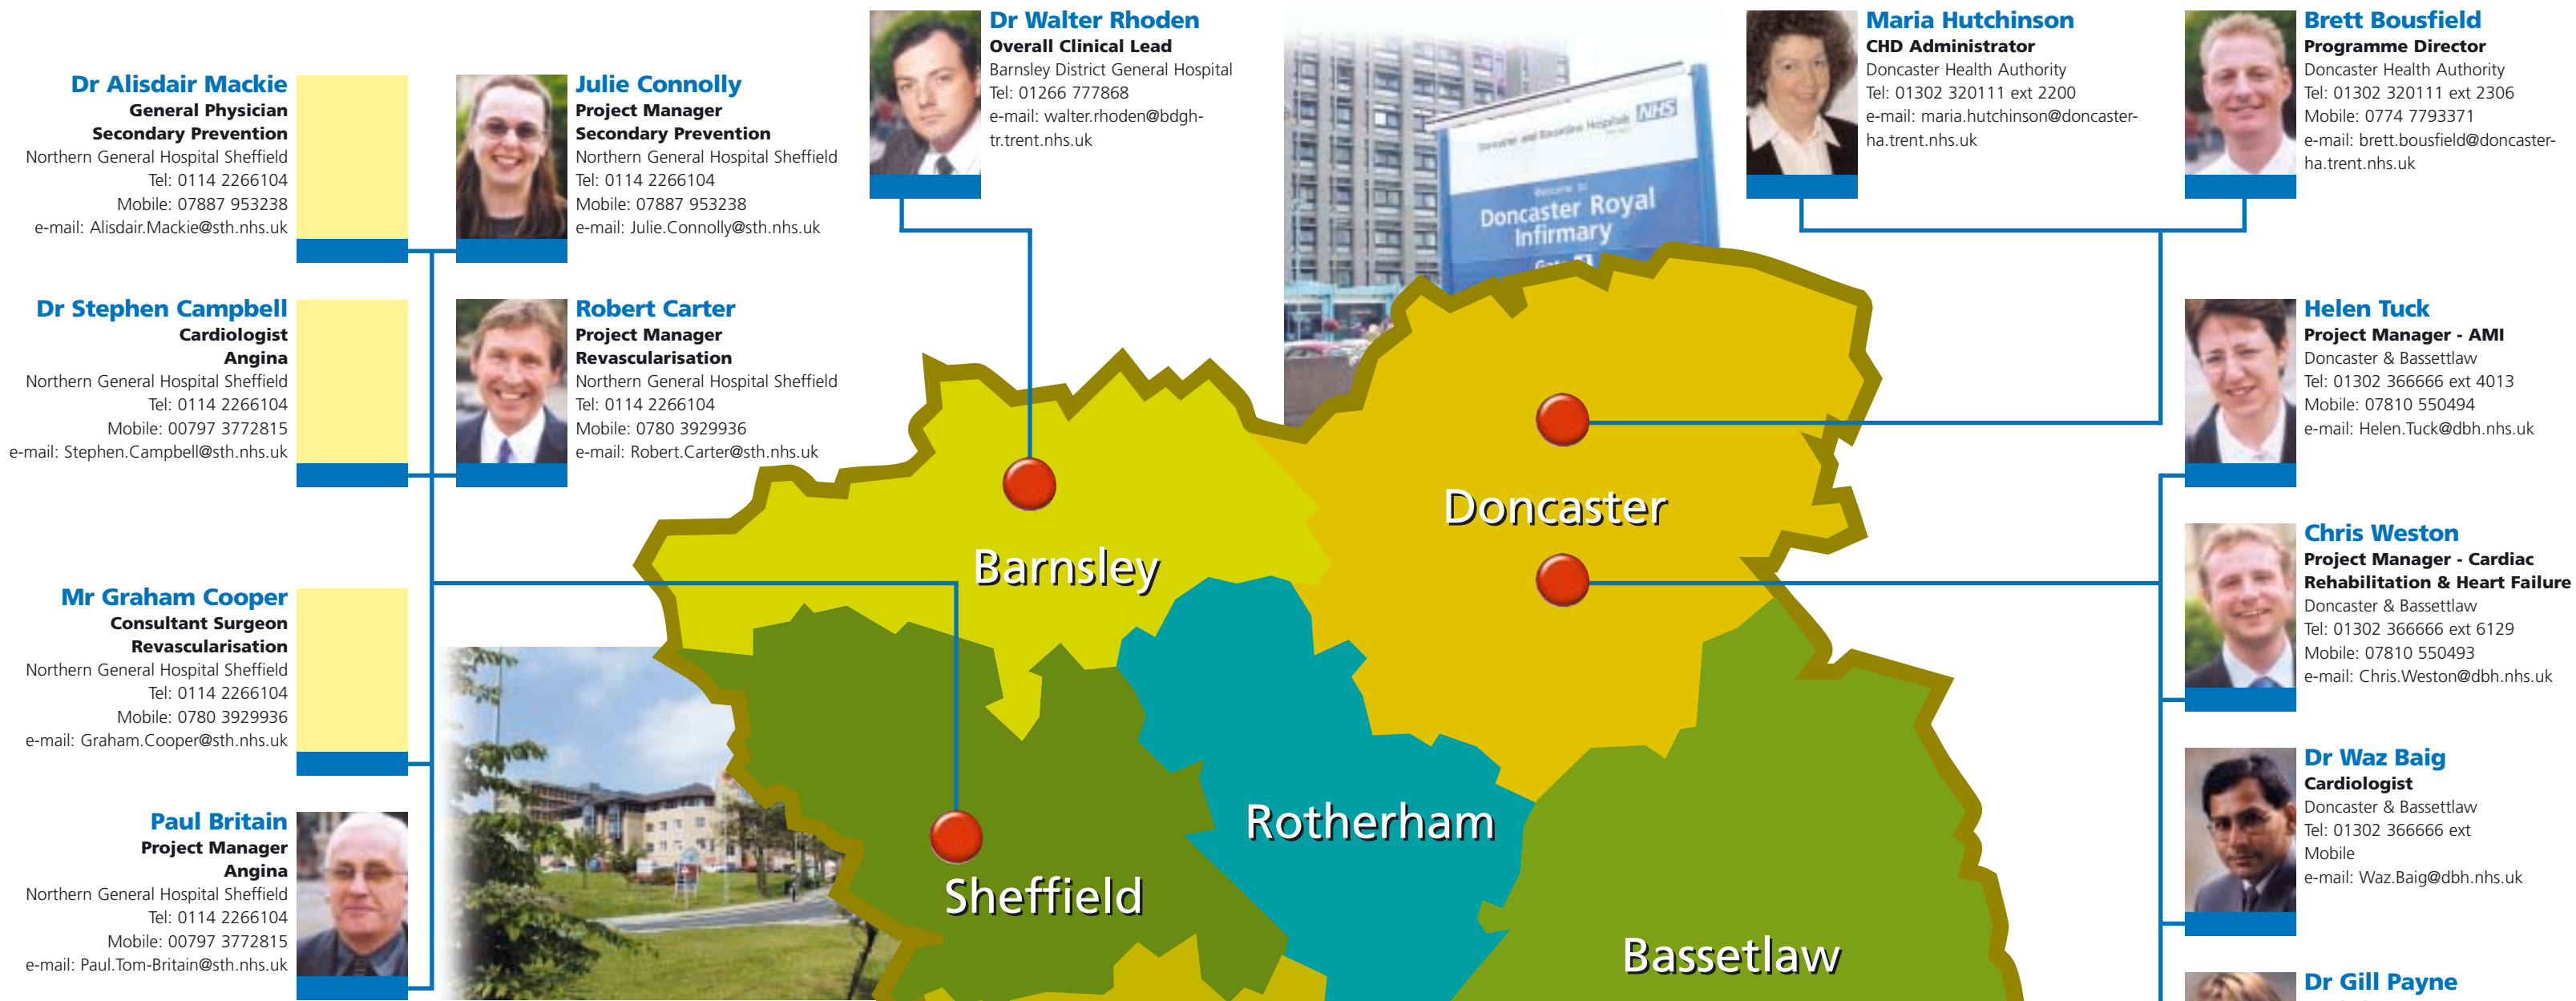 Dr Alisdair Mackie
General Physician
Secondary Prevention
Northern General Hospital Sheffield
Tel: 0114 2266104
Mobile: 07887 953238
e-mail: Alisdair.Mackie@sth.nhs.uk
Julie Connolly
Project Manager
Secondary Prevention
Northern General Hospital Sheffield
Tel: 0114 2266104
Mobile: 07887 953238
e-mail: Julie.Connolly@sth.nhs.uk
Dr Walter Rhoden
Overall Clinical Lead
Barnsley District General Hospital
Tel: 01266 777868
e-mail: walter.rhoden@bdgh-
tr.trent.nhs.uk
Doncaster and Bassetlaw Hospitals NHS
Welcome to
Doncaster Royal
Infirmary
Maria Hutchinson
CHD Administrator
Doncaster Health Authority
Tel: 01302 320111 ext 2200
e-mail: maria.hutchinson@doncaster-
ha.trent.nhs.uk
Brett Bousfield
Programme Director
Doncaster Health Authority
Tel: 01302 320111 ext 2306
Mobile: 0774 7793371
e-mail: brett.bousfield@doncaster-
ha.trent.nhs.uk
Dr Stephen Campbell
Cardiologist
Angina
Northern General Hospital Sheffield
Tel: 0114 2266104
Mobile: 00797 3772815
e-mail: Stephen.Campbell@sth.nhs.uk
Robert Carter
Project Manager
Revascularisation
Northern General Hospital Sheffield
Tel: 0114 2266104
Mobile: 0780 3929936
e-mail: Robert.Carter@sth.nhs.uk
Helen Tuck
Project Manager - AMI
Doncaster & Bassettlaw
Tel: 01302 366666 ext 4013
Mobile: 07810 550494
e-mail: Helen.Tuck@dbh.nhs.uk
Mr Graham Cooper
Consultant Surgeon
Revascularisation
Northern General Hospital Sheffield
Tel: 0114 2266104
Mobile: 0780 3929936
e-mail: Graham.Cooper@sth.nhs.uk
Chris Weston
Project Manager - Cardiac
Rehabilitation & Heart Failure
Doncaster & Bassettlaw
Tel: 01302 366666 ext 6129
Mobile: 07810 550493
e-mail: Chris.Weston@dbh.nhs.uk
Paul Britain
Project Manager
Angina
Northern General Hospital Sheffield
Tel: 0114 2266104
Mobile: 00797 3772815
e-mail: Paul.Tom-Britain@sth.nhs.uk
Dr Waz Baig
Cardiologist
Doncaster & Bassettlaw
Tel: 01302 366666 ext
Mobile
e-mail: Waz.Baig@dbh.nhs.uk
Dr Gill Payne
Doncaster
Barnsley
Rotherham
Sheffield
Bassetlaw